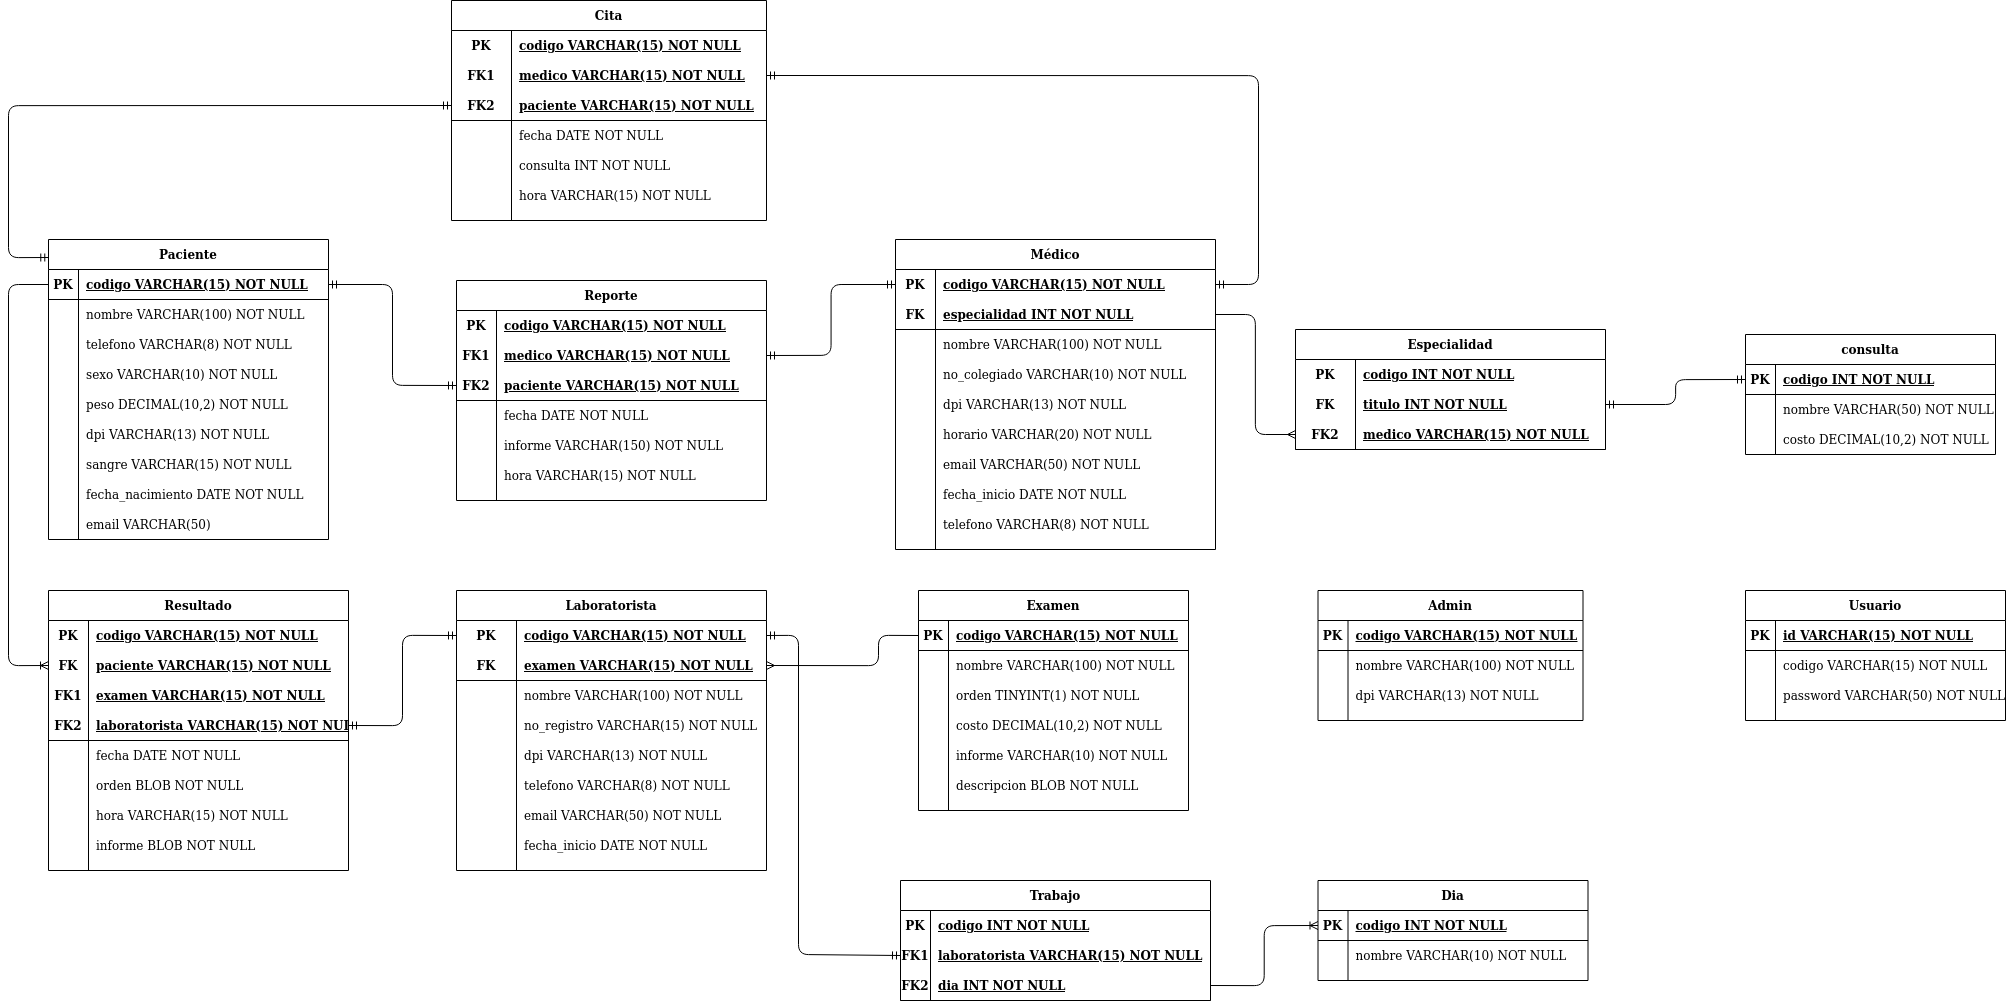 Cita
PK codigo VARCHAR(15) NOT NULL
FK1 medico VARCHAR(15) NOT NULL
FK2 paciente VARCHAR(15) NOT NULL
fecha DATE NOT NULL
consulta INT NOT NULL
hora VARCHAR(15) NOT NULL
Paciente
PK codigo VARCHAR(15) NOT NULL
nombre VARCHAR(100) NOT NULL
telefono VARCHAR(8) NOT NULL
sexo VARCHAR(10) NOT NULL
peso DECIMAL(10,2) NOT NULL
dpi VARCHAR(13) NOT NULL
sangre VARCHAR(15) NOT NULL
fecha_nacimiento DATE NOT NULL
email VARCHAR(50)
Reporte
PK codigo VARCHAR(15) NOT NULL
FK1 medico VARCHAR(15) NOT NULL
FK2 paciente VARCHAR(15) NOT NULL
fecha DATE NOT NULL
informe VARCHAR(150) NOT NULL
hora VARCHAR(15) NOT NULL
Médico
PK codigo VARCHAR(15) NOT NULL
FK especialidad INT NOT NULL
nombre VARCHAR(100) NOT NULL
no_colegiado VARCHAR(10) NOT NULL
dpi VARCHAR(13) NOT NULL
horario VARCHAR(20) NOT NULL
email VARCHAR(50) NOT NULL
fecha_inicio DATE NOT NULL
telefono VARCHAR(8) NOT NULL
Especialidad
PK codigo INT NOT NULL
FK titulo INT NOT NULL
FK2 medico VARCHAR(15) NOT NULL
consulta
PK codigo INT NOT NULL
nombre VARCHAR(50) NOT NULL
costo DECIMAL(10,2) NOT NULL
Resultado
PK codigo VARCHAR(15) NOT NULL
FK paciente VARCHAR(15) NOT NULL
FK1 examen VARCHAR(15) NOT NULL
FK2 laboratorista VARCHAR(15) NOT NUI
fecha DATE NOT NULL
orden BLOB NOT NULL
hora VARCHAR(15) NOT NULL
informe BLOB NOT NULL
Laboratorista
PK codigo VARCHAR(15) NOT NULL
FK examen VARCHAR(15) NOT NULL
nombre VARCHAR(100) NOT NULL
no_registro VARCHAR(15) NOT NULL
dpi VARCHAR(13) NOT NULL
telefono VARCHAR(8) NOT NULL
email VARCHAR(50) NOT NULL
fecha_inicio DATE NOT NULL
Examen
PK codigo VARCHAR(15) NOT NULL
nombre VARCHAR(100) NOT NULL
orden TINYINT(1) NOT NULL
costo DECIMAL(10,2) NOT NULL
informe VARCHAR(10) NOT NULL
descripcion BLOB NOT NULL
Admin
PK codigo VARCHAR(15) NOT NULL
nombre VARCHAR(100) NOT NULL
dpi VARCHAR(13) NOT NULL
Usuario
PK id VARCHAR(15) NOT NULL
codigo VARCHAR(15) NOT NULL
password VARCHAR(50) NOT NULL
Trabajo
PK codigo INT NOT NULL
FK1 laboratorista VARCHAR(15) NOT NULL
FK2 dia INT NOT NULL
Dia
PK codigo INT NOT NULL
nombre VARCHAR(10) NOT NULL